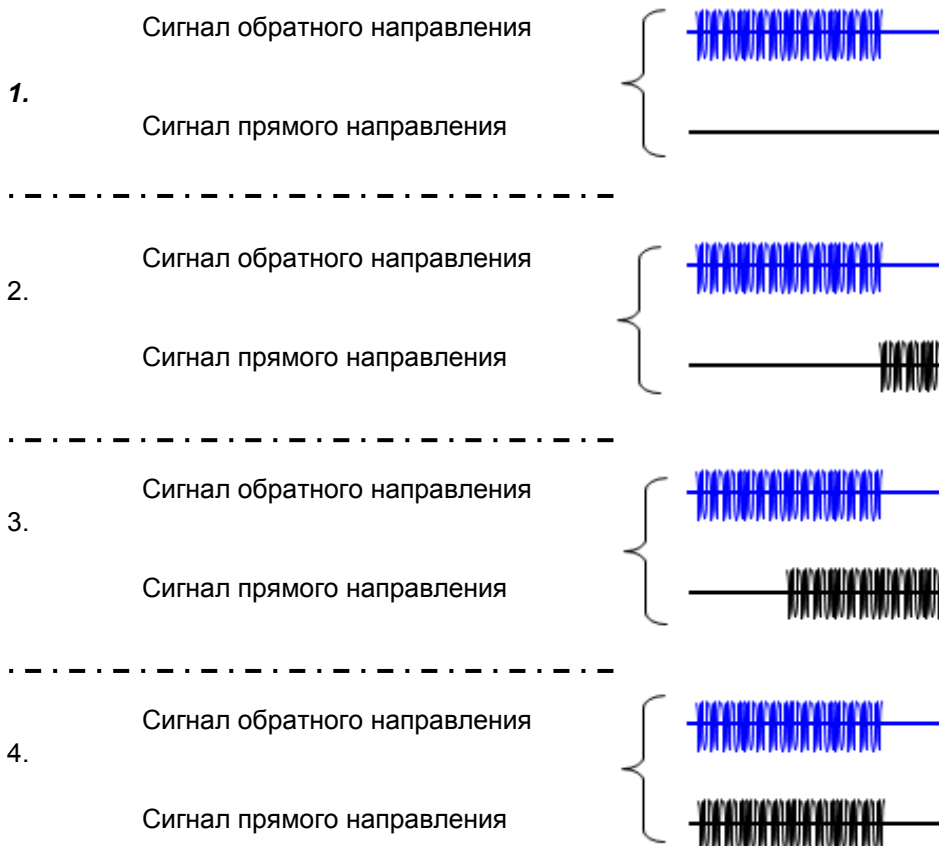 Сигнал обратного направления
1.
Сигнал прямого направления
Сигнал обратного направления
2.
Сигнал прямого направления
Сигнал обратного направления
3.
Сигнал прямого направления
Сигнал обратного направления
4.
Сигнал прямого направления